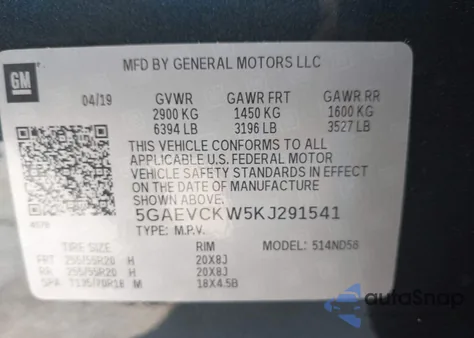 GM
MFD BY GENERAL MOTORS LLC
04/19 GVWR GAWR FRT GAWR RR
2900 KG 1450 KG 1600 KG
6394 LB 3196 LB 3527 LB
THIS VEHICLE CONFORMS TO ALL
APPLICABLE U.S. FEDERAL MOTOR
VEHICLE SAFETY STANDARDS IN EFFECT
ON THE DATE OF MANUFACTURE
SHOWN ABOVE.
5GAEVCKW5KJ291541
TYPE: M.P.V.
TIRE SIZE RIM MODEL: 514ND56
FRT 255/55R20 H 20X8J
RR 255/55R20 H 20X8J
SPA T135/70R18 M 18X4.5B
autoSnap